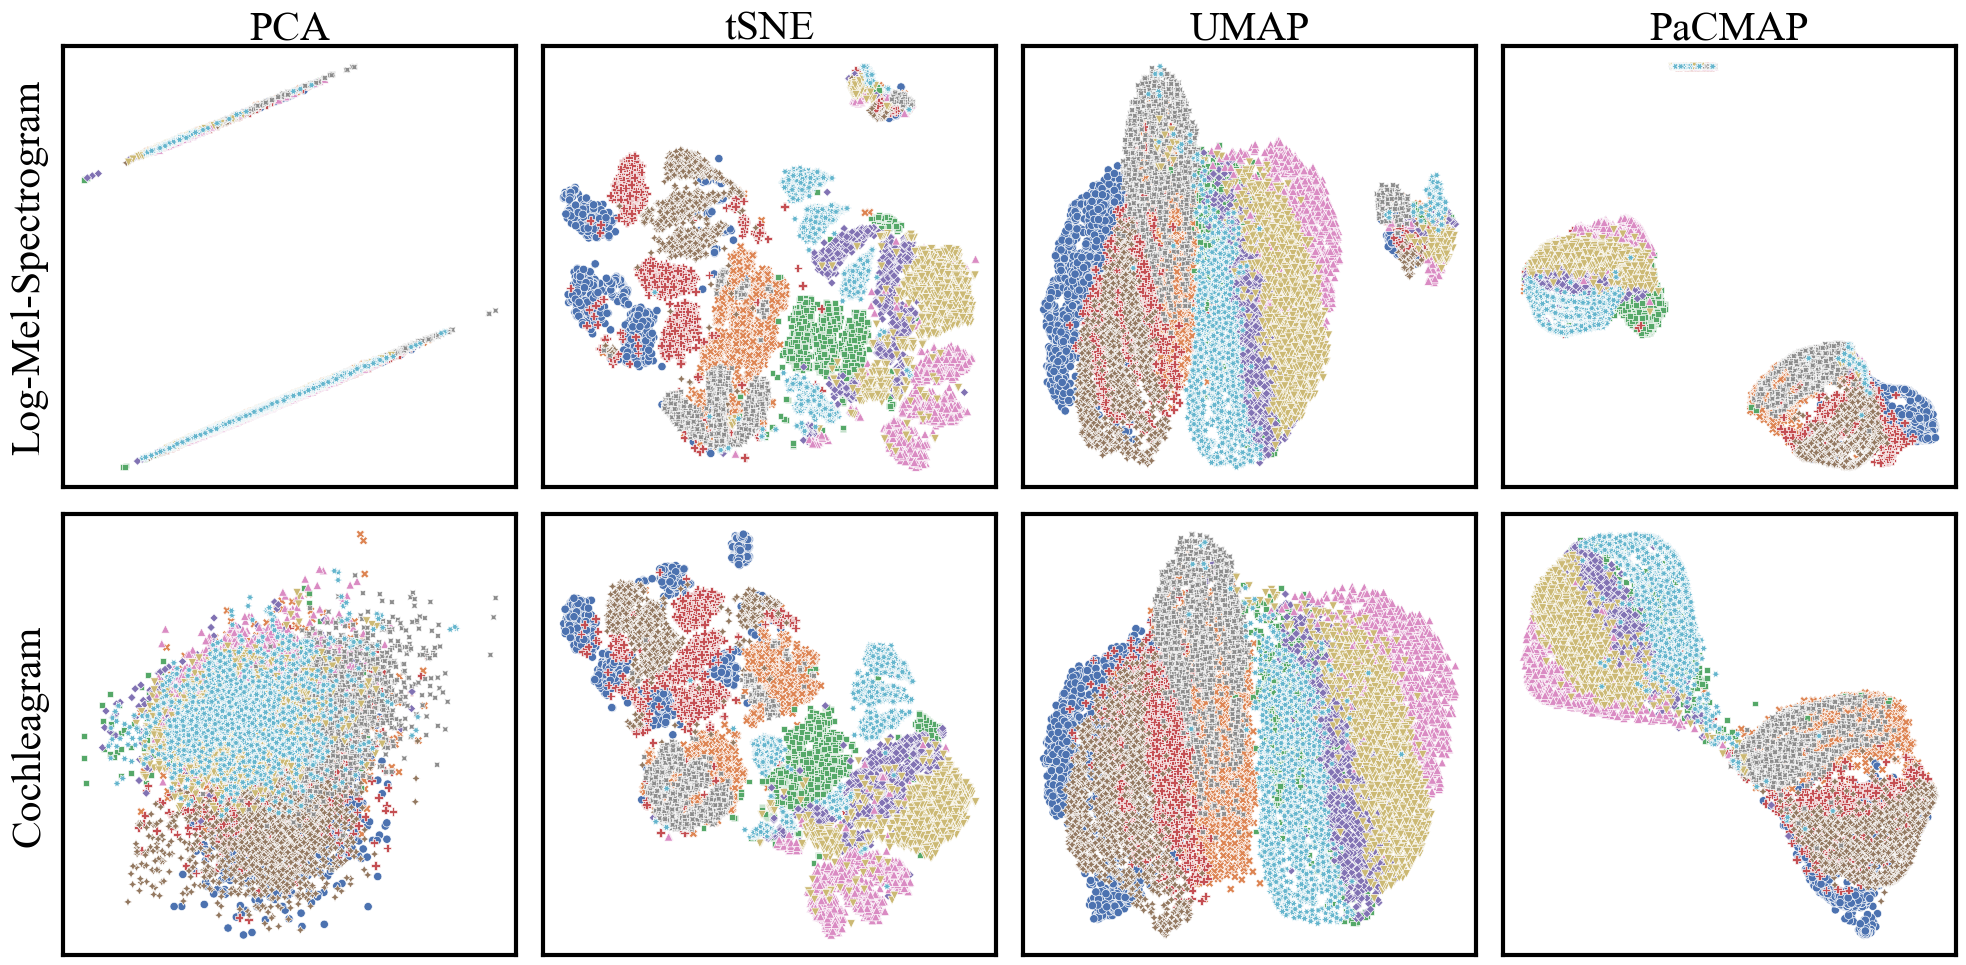 PCA
tSNE
UMAP
PaCMAP
Log-Mel-Spectrogram
Cochleagram